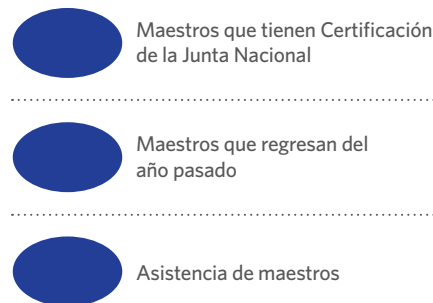 Maestros que tienen Certificación
de la Junta Nacional
Maestros que regresan del
año pasado
Asistencia de maestros